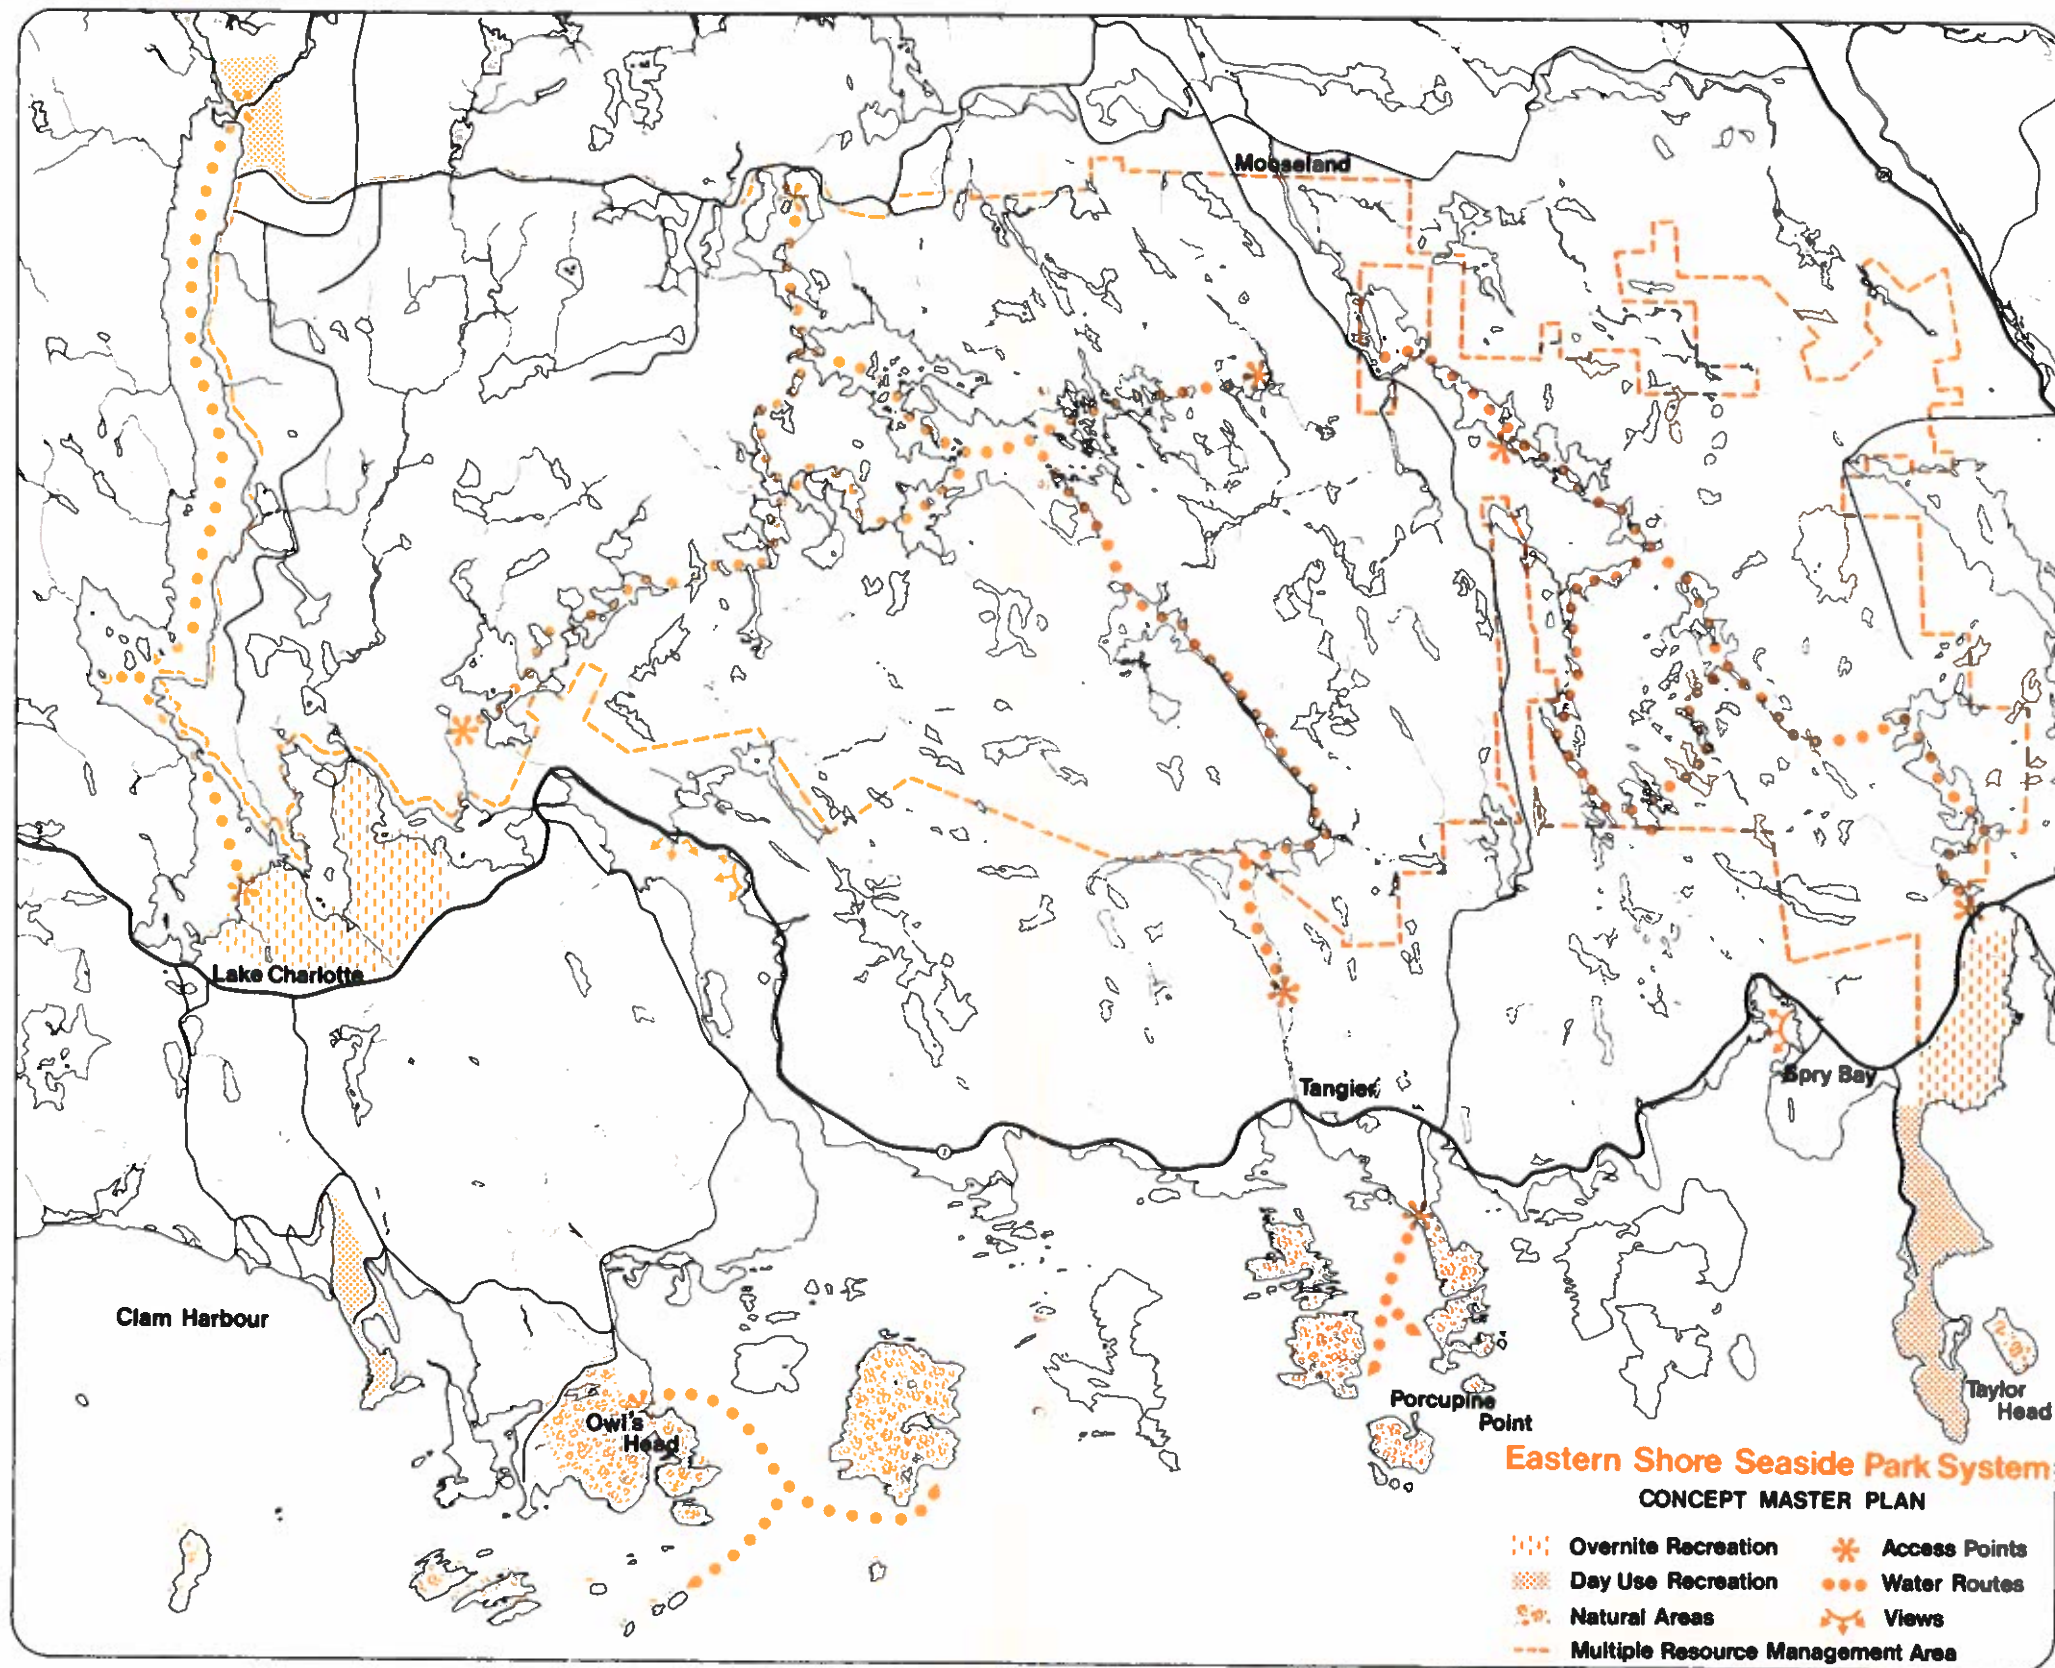 Mooseland
Lake Charlotte
Tangier
Spry Bay
Clam Harbour
Owl's
Head
Porcupine
Point
Taylor
Head
Eastern Shore Seaside Park System
CONCEPT MASTER PLAN
Overnite Recreation
Day Use Recreation
Natural Areas
Multiple Resource Management Area
Access Points
Water Routes
Views